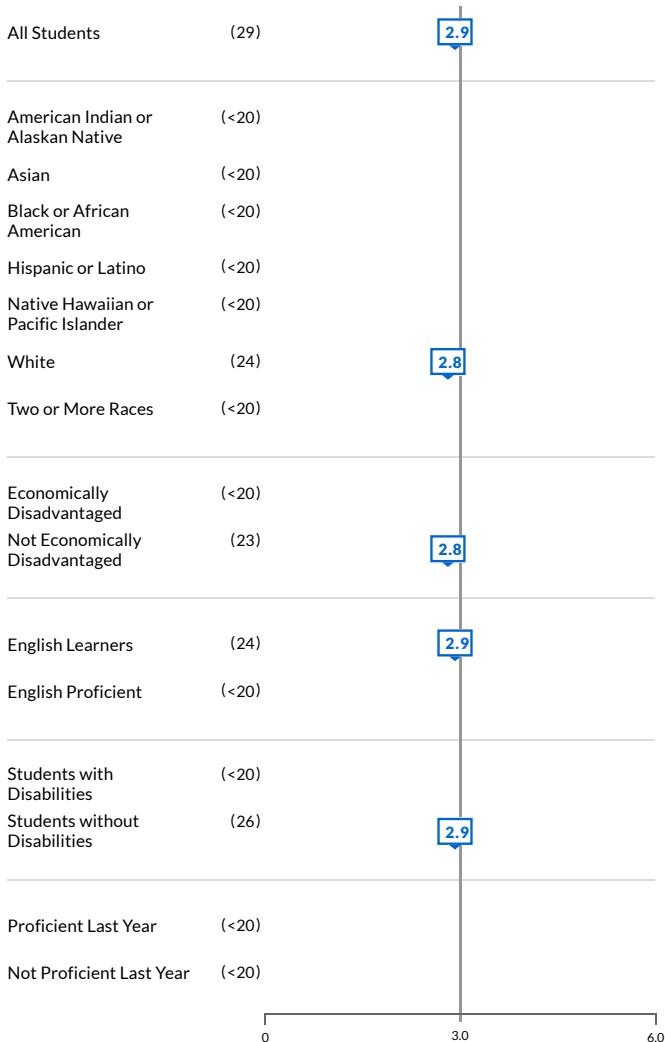 All Students (29) 2.9
American Indian or (<20)
Alaskan Native
Asian (<20)
Black or African (<20)
American
Hispanic or Latino (<20)
Native Hawaiian or (<20)
Pacific Islander
White (24) 2.8
Two or More Races (<20)
Economically (<20)
Disadvantaged
Not Economically (23) 2.8
Disadvantaged
English Learners (24) 2.9
English Proficient (<20)
Students with (<20)
Disabilities
Students without (26) 2.9
Disabilities
Proficient Last Year (<20)
Not Proficient Last Year (<20)
0 3.0 6.0